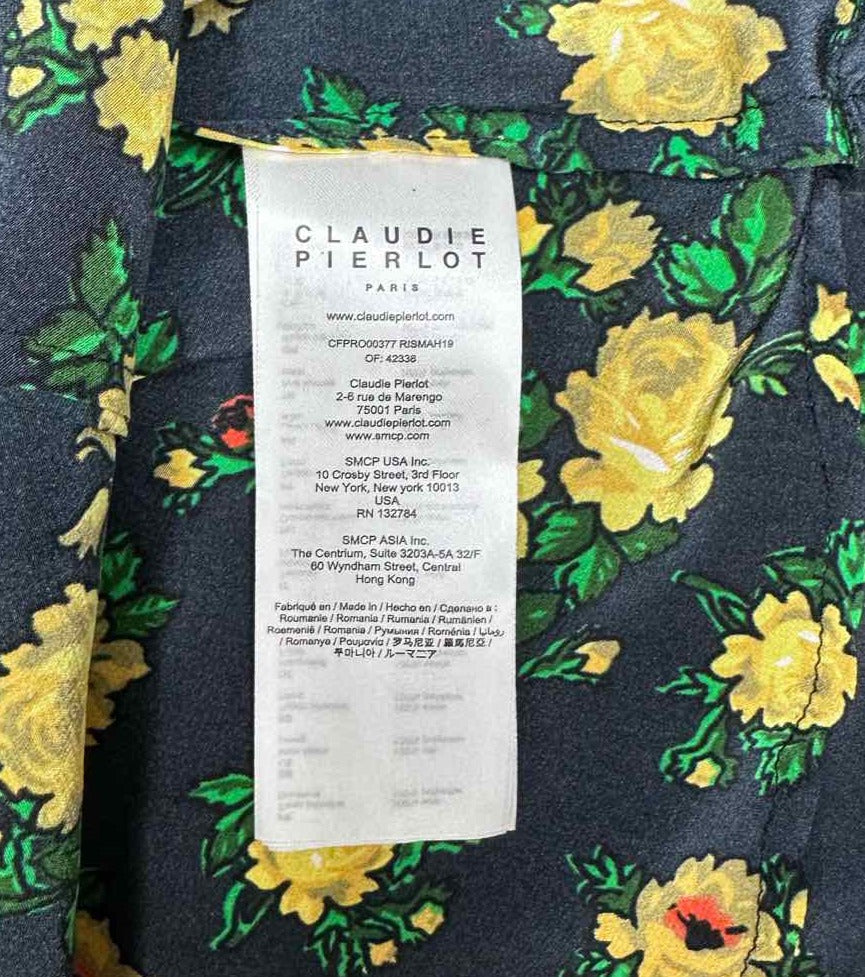 CLAUDIE
PIERLOT
PARIS
www.claudiepierlot.com
CFPRO00377 RISMAH19
OF: 42338
Claudie Pierlot
2-6 rue de Marengo
75001 Paris
www.claudiepierlot.com
www.smcp.com
SMCP USA Inc.
10 Crosby Street, 3rd Floor
New York, New york 10013
USA
RN 132784
SMCP ASIA Inc.
The Centrium, Suite 3203A-5A 32/F
60 Wyndham Street, Central
Hong Kong
Fabriqué en / Made in / Hecho en / Сделано в :
Roumanie / Romania / Rumania / Rumänien /
Roemenië / Romania / Румыния / Roménia / رومانيا
/ Romanya / Ρουμανία / 罗马尼亚 / 羅馬尼亞 /
루마니아 / ルーマニア